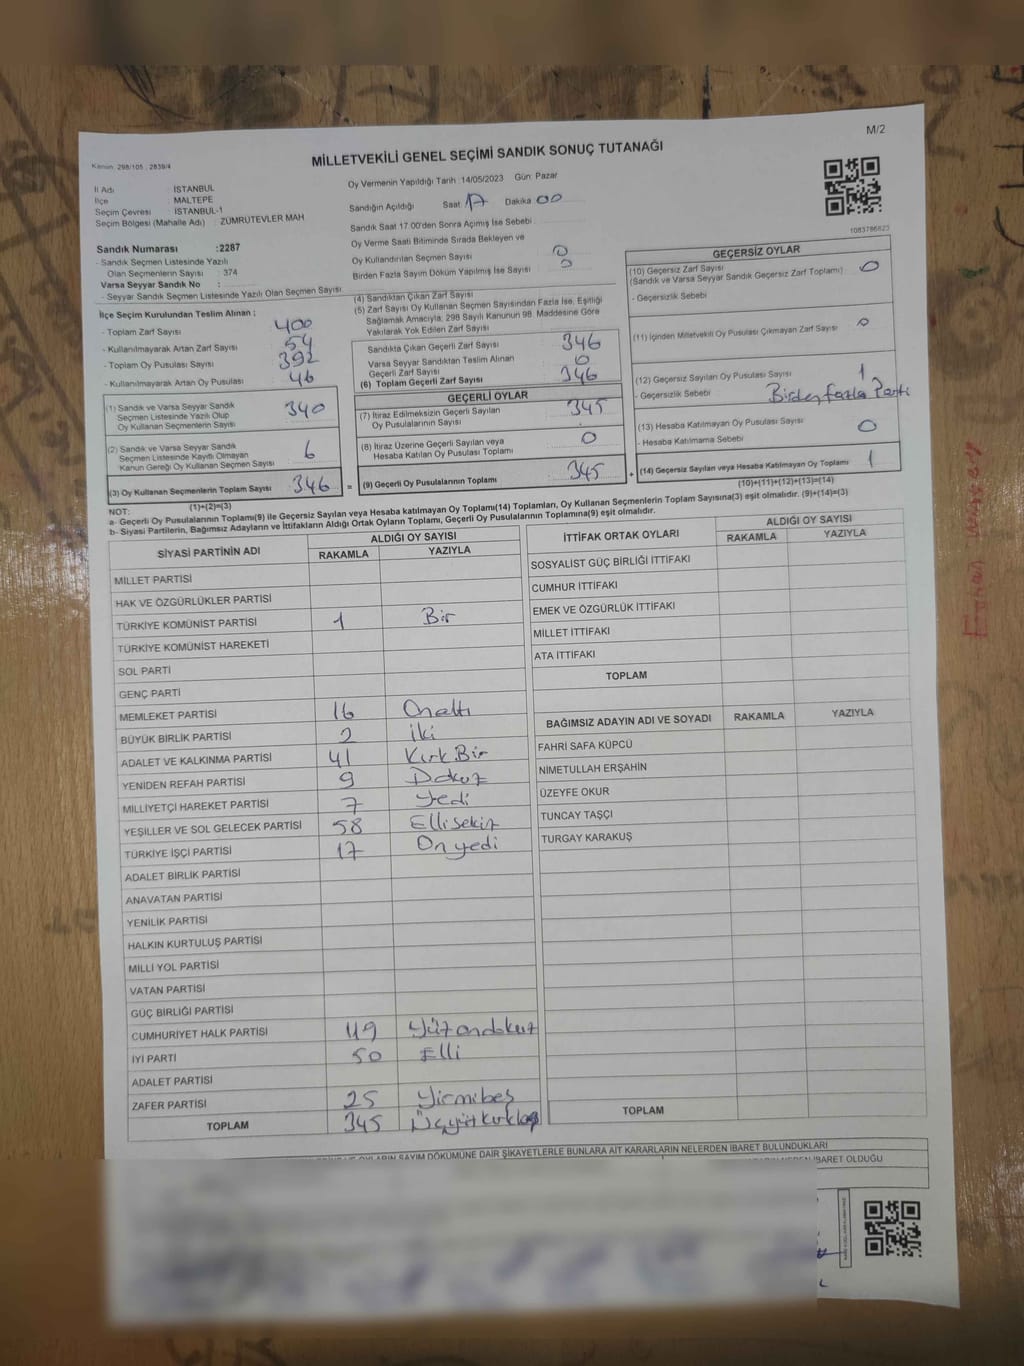 M/2
Kanun: 298/105, 2839/4
MİLLETVEKİLİ GENEL SEÇİMİ SANDIK SONUÇ TUTANAĞI
İl Adı : İSTANBUL
İlçe : MALTEPE
Seçim Çevresi : İSTANBUL-1
Seçim Bölgesi (Mahalle Adı) : ZÜMRÜTEVLER MAH
Sandık Numarası :2287
- Sandık Seçmen Listesinde Yazılı
Olan Seçmenlerin Sayısı : 374
Varsa Seyyar Sandık No :
- Seyyar Sandık Seçmen Listesinde Yazılı Olan Seçmen Sayısı:
Oy Vermenin Yapıldığı Tarih :14/05/2023 Gün: Pazar
Sandığın Açıldığı Saat 17 Dakika 00
Sandık Saat 17.00'den Sonra Açımış İse Sebebi
Oy Verme Saati Bitiminde Sırada Bekleyen ve
Oy Kullandırılan Seçmen Sayısı 0
Birden Fazla Sayım Döküm Yapılmış İse Sayısı 0
1083786823
İlçe Seçim Kurulundan Teslim Alınan :
- Toplam Zarf Sayısı 400
- Kullanılmayarak Artan Zarf Sayısı 54
- Toplam Oy Pusulası Sayısı 392
- Kullanılmayarak Artan Oy Pusulası 46
(1) Sandık ve Varsa Seyyar Sandık
Seçmen Listesinde Yazılı Olup
Oy Kullanan Seçmenlerin Sayısı 340
(2) Sandık ve Varsa Seyyar Sandık
Seçmen Listesinde Kayıtlı Olmayan
Kanun Gereği Oy Kullanan Seçmen Sayısı 6
(3) Oy Kullanan Seçmenlerin Toplam Sayısı 346
(1)+(2)=(3)
(4) Sandıktan Çıkan Zarf Sayısı
(5) Zarf Sayısı Oy Kullanan Seçmen Sayısından Fazla İse, Eşitliği
Sağlamak Amacıyla, 298 Sayılı Kanunun 98. Maddesine Göre
Yakılarak Yok Edilen Zarf Sayısı
Sandıkta Çıkan Geçerli Zarf Sayısı 346
Varsa Seyyar Sandıktan Teslim Alınan
Geçerli Zarf Sayısı 0
(6) Toplam Geçerli Zarf Sayısı 346
GEÇERLİ OYLAR
(7) İtiraz Edilmeksizin Geçerli Sayılan
Oy Pusulalarının Sayısı 345
(8) İtiraz Üzerine Geçerli Sayılan veya
Hesaba Katılan Oy Pusulası Toplamı 0
= (9) Geçerli Oy Pusulalarının Toplamı 345 +
GEÇERSİZ OYLAR
(10) Geçersiz Zarf Sayısı 0
(Sandık ve Varsa Seyyar Sandık Geçersiz Zarf Toplamı)
- Geçersizlik Sebebi
(11) İçinden Milletvekili Oy Pusulası Çıkmayan Zarf Sayısı 0
(12) Geçersiz Sayılan Oy Pusulası Sayısı 1
- Geçersizlik Sebebi Birden fazla Parti
(13) Hesaba Katılmayan Oy Pusulası Sayısı 0
- Hesaba Katılmama Sebebi
(14) Geçersiz Sayılan veya Hesaba Katılmayan Oy Toplamı 1
(10)+(11)+(12)+(13)=(14)
NOT:
a- Geçerli Oy Pusulalarının Toplamı(9) ile Geçersiz Sayılan veya Hesaba katılmayan Oy Toplamı(14) Toplamları, Oy Kullanan Seçmenlerin Toplam Sayısına(3) eşit olmalıdır. (9)+(14)=(3)
b- Siyasi Partilerin, Bağımsız Adayların ve İttifakların Aldığı Ortak Oyların Toplamı, Geçerli Oy Pusulalarının Toplamına(9) eşit olmalıdır.
SİYASİ PARTİNİN ADI ALDIĞI OY SAYISI
RAKAMLA YAZIYLA
MİLLET PARTİSİ
HAK VE ÖZGÜRLÜKLER PARTİSİ
TÜRKİYE KOMÜNİST PARTİSİ 1 Bir
TÜRKİYE KOMÜNİST HAREKETİ
SOL PARTİ
GENÇ PARTİ
MEMLEKET PARTİSİ 16 Onaltı
BÜYÜK BİRLİK PARTİSİ 2 iki
ADALET VE KALKINMA PARTİSİ 41 Kırk Bir
YENİDEN REFAH PARTİSİ 9 Dokuz
MİLLİYETÇİ HAREKET PARTİSİ 7 Yedi
YEŞİLLER VE SOL GELECEK PARTİSİ 58 Ellisekiz
TÜRKİYE İŞÇİ PARTİSİ 17 On yedi
ADALET BİRLİK PARTİSİ
ANAVATAN PARTİSİ
YENİLİK PARTİSİ
HALKIN KURTULUŞ PARTİSİ
MİLLİ YOL PARTİSİ
VATAN PARTİSİ
GÜÇ BİRLİĞİ PARTİSİ
CUMHURİYET HALK PARTİSİ 119 Yüzondokuz
İYİ PARTİ 50 Elli
ADALET PARTİSİ
ZAFER PARTİSİ 25 Yirmibeş
TOPLAM 345 Üçyüzkırkbeş
İTTİFAK ORTAK OYLARI ALDIĞI OY SAYISI
RAKAMLA YAZIYLA
SOSYALİST GÜÇ BİRLİĞİ İTTİFAKI
CUMHUR İTTİFAKI
EMEK VE ÖZGÜRLÜK İTTİFAKI
MİLLET İTTİFAKI
ATA İTTİFAKI
TOPLAM
BAĞIMSIZ ADAYIN ADI VE SOYADI RAKAMLA YAZIYLA
FAHRİ SAFA KÜPCÜ
NİMETULLAH ERŞAHİN
ÜZEYFE OKUR
TUNCAY TAŞÇI
TURGAY KARAKUŞ
TOPLAM
OYLARIN SAYIM DÖKÜMÜNE DAİR ŞİKAYETLERLE BUNLARA AİT KARARLARIN NELERDEN İBARET BULUNDUKLARI
İBARET OLDUĞU